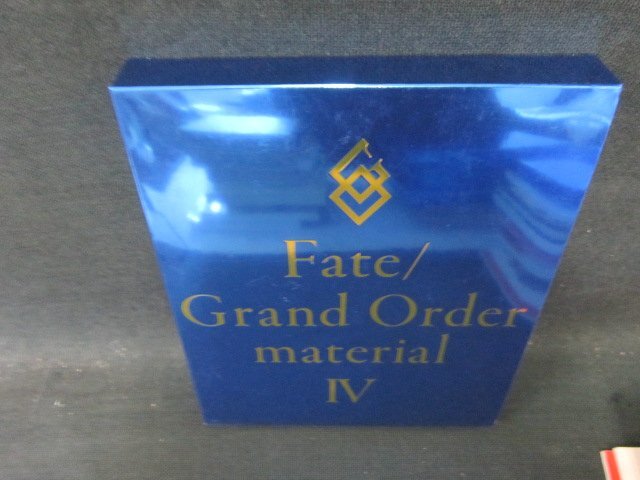 Fate/
Grand Order
material
IV